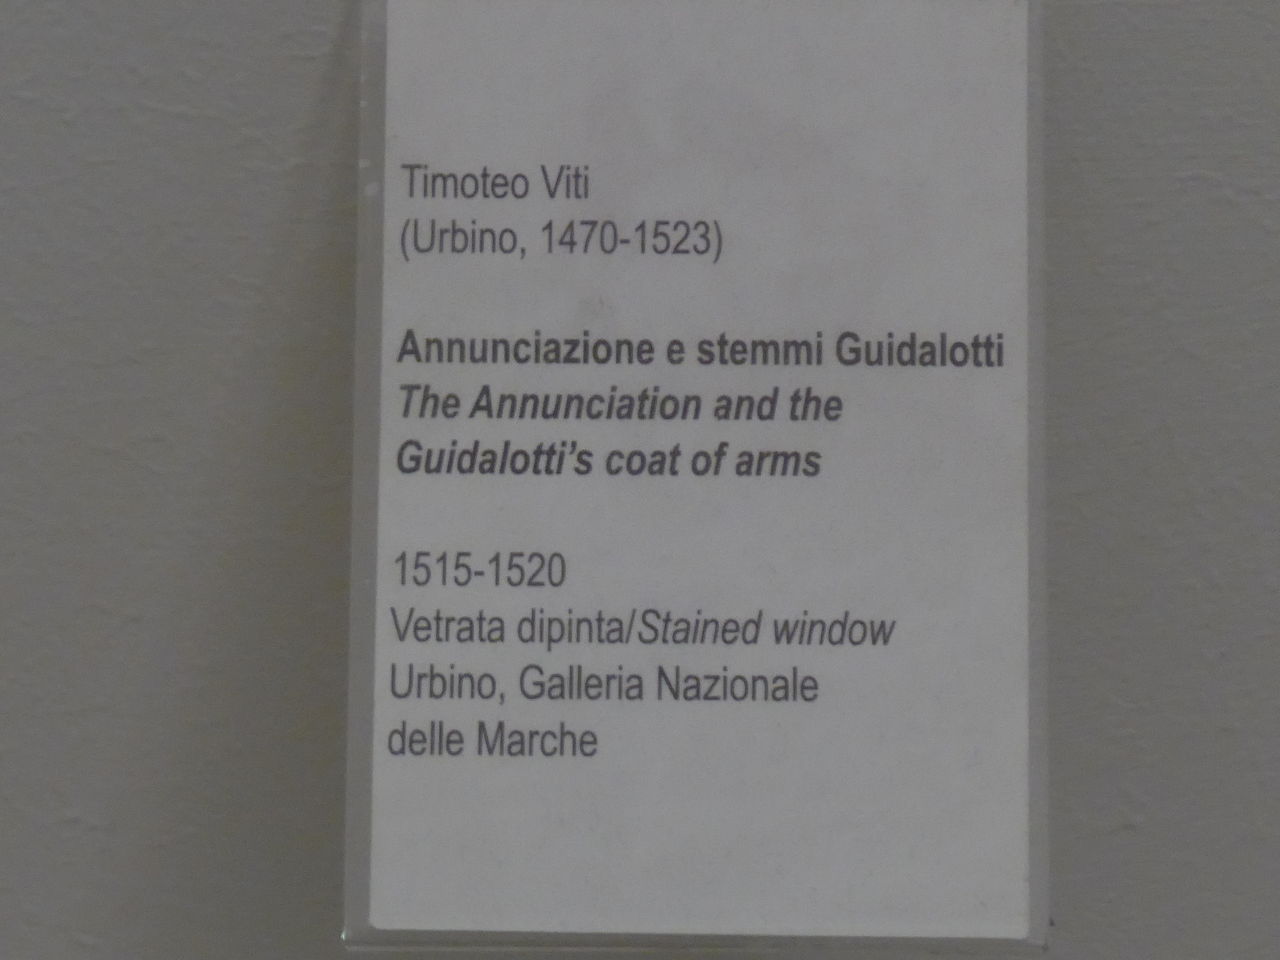 Timoteo Viti
(Urbino, 1470-1523)
Annunciazione e stemmi Guidalotti
The Annunciation and the
Guidalotti's coat of arms
1515-1520
Vetrata dipinta/Stained window
Urbino, Galleria Nazionale
delle Marche